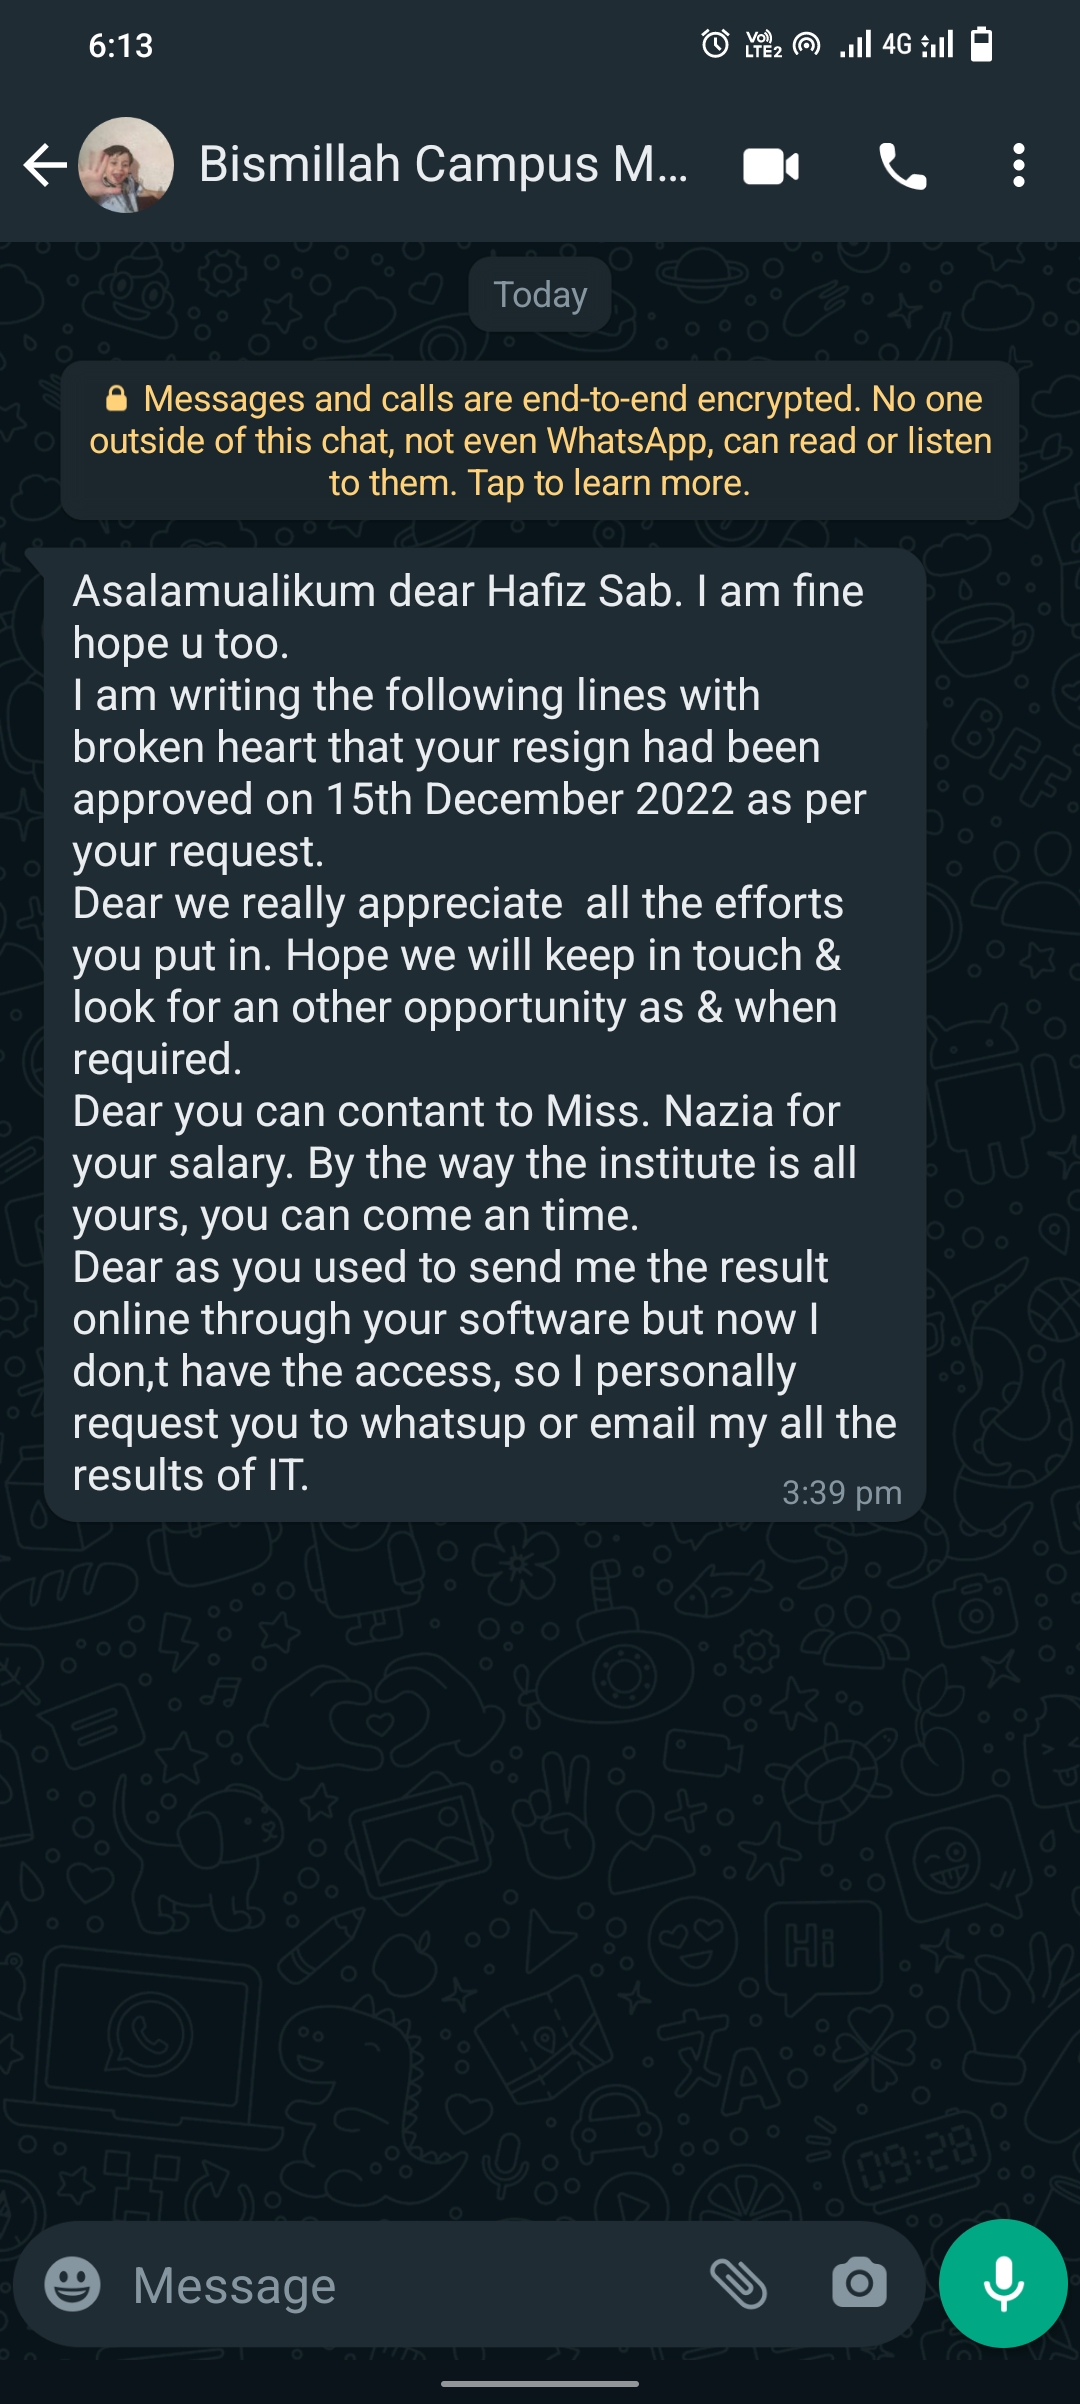 6:13
Vo) LTE2 4G
Bismillah Campus M...
Today
Messages and calls are end-to-end encrypted. No one
outside of this chat, not even WhatsApp, can read or listen
to them. Tap to learn more.
Asalamualikum dear Hafiz Sab. I am fine
hope u too.
I am writing the following lines with
broken heart that your resign had been
approved on 15th December 2022 as per
your request.
Dear we really appreciate  all the efforts
you put in. Hope we will keep in touch &
look for an other opportunity as & when
required.
Dear you can contant to Miss. Nazia for
your salary. By the way the institute is all
yours, you can come an time.
Dear as you used to send me the result
online through your software but now I
don,t have the access, so I personally
request you to whatsup or email my all the
results of IT.
3:39 pm
BFF
Hi
09:28
Message